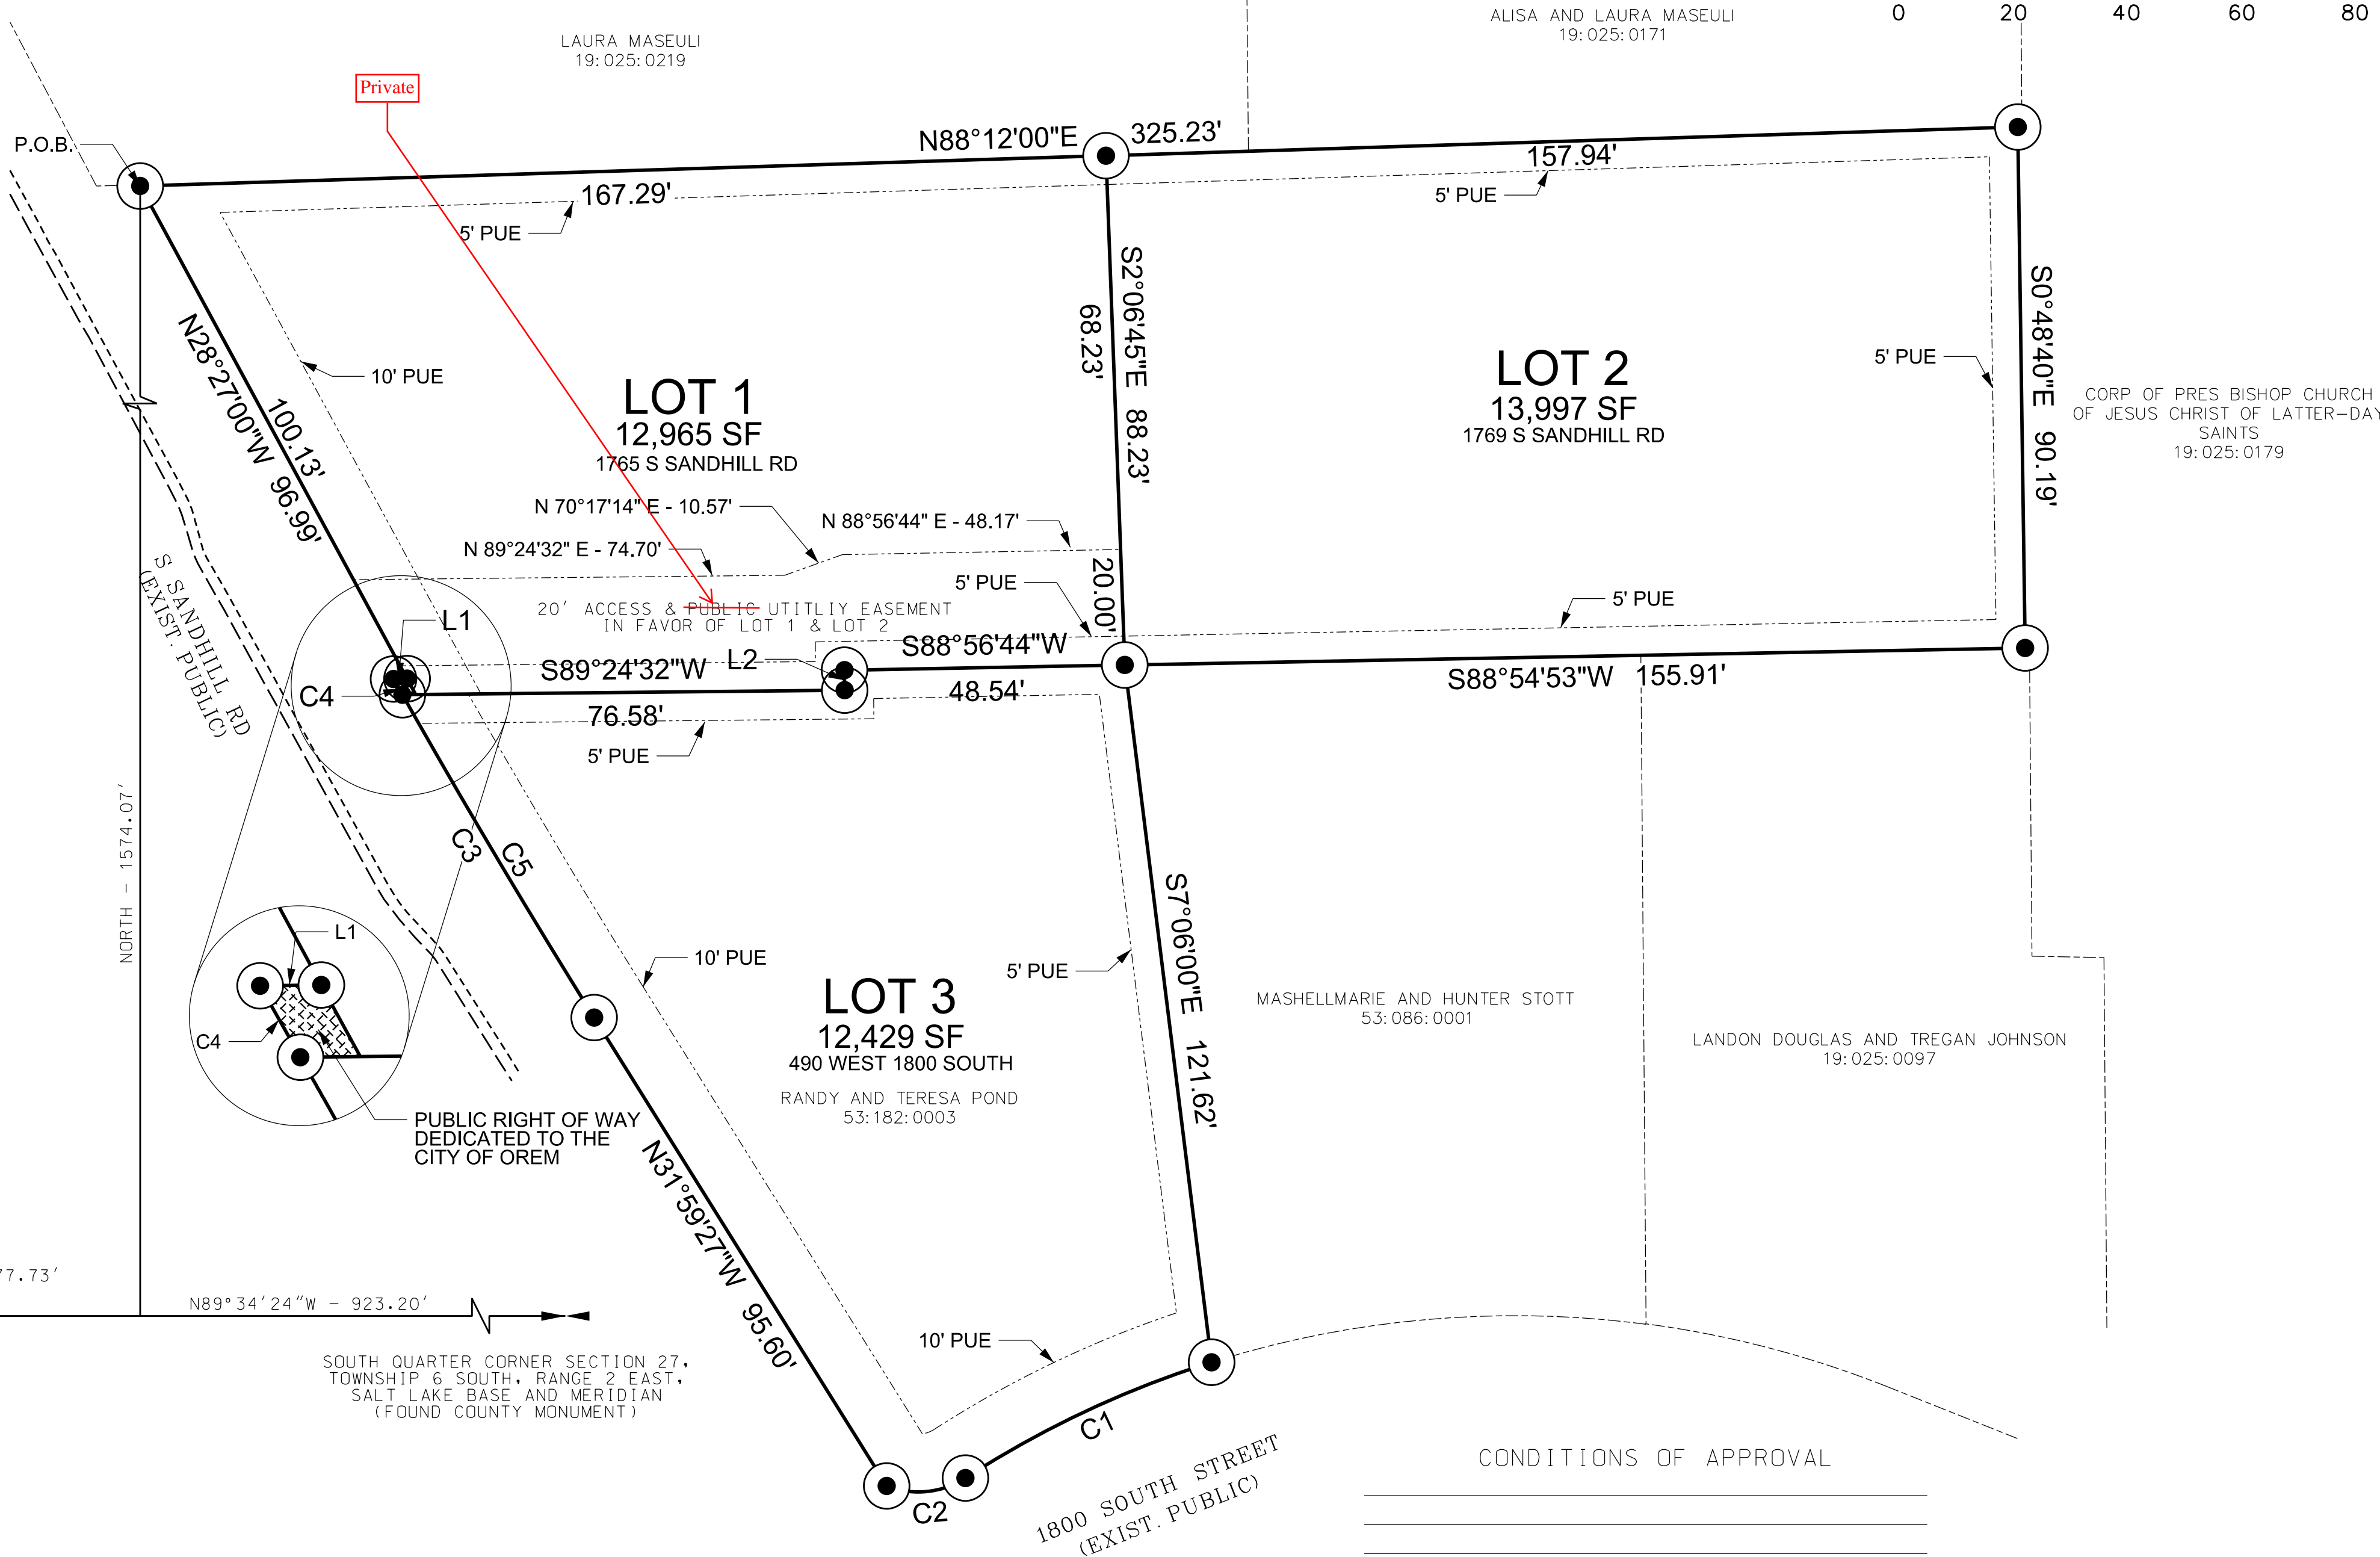 ALISA AND LAURA MASEULI
19:025:0171
0 20 40 60 80
LAURA MASEULI
19:025:0219
Private
P.O.B.
N88°12'00"E 325.23'
167.29'
157.94'
5' PUE
5' PUE
S2°06'45"E 88.23'
68.23'
20.00'
S0°48'40"E 90.19'
N28°27'00"W 96.99'
100.13'
10' PUE
LOT 1
12,965 SF
1765 S SANDHILL RD
LOT 2
13,997 SF
1769 S SANDHILL RD
5' PUE
CORP OF PRES BISHOP CHURCH
OF JESUS CHRIST OF LATTER-DAY
SAINTS
19:025:0179
N 70°17'14" E - 10.57'
N 88°56'44" E - 48.17'
N 89°24'32" E - 74.70'
5' PUE
5' PUE
20' ACCESS & PUBLIC UTITLIY EASEMENT
IN FAVOR OF LOT 1 & LOT 2
S SANDHILL RD
(EXIST. PUBLIC)
L1
L2
S88°56'44"W
S89°24'32"W
C4
48.54'
76.58'
5' PUE
S88°54'53"W 155.91'
NORTH - 1574.07'
C3
C5
L1
C4
PUBLIC RIGHT OF WAY
DEDICATED TO THE
CITY OF OREM
10' PUE
5' PUE
S7°06'00"E 121.62'
LOT 3
12,429 SF
490 WEST 1800 SOUTH
RANDY AND TERESA POND
53:182:0003
MASHELLMARIE AND HUNTER STOTT
53:086:0001
LANDON DOUGLAS AND TREGAN JOHNSON
19:025:0097
N31°59'27"W 95.60'
77.73'
N89°34'24"W - 923.20'
SOUTH QUARTER CORNER SECTION 27,
TOWNSHIP 6 SOUTH, RANGE 2 EAST,
SALT LAKE BASE AND MERIDIAN
(FOUND COUNTY MONUMENT)
10' PUE
C1
C2
1800 SOUTH STREET
(EXIST. PUBLIC)
CONDITIONS OF APPROVAL